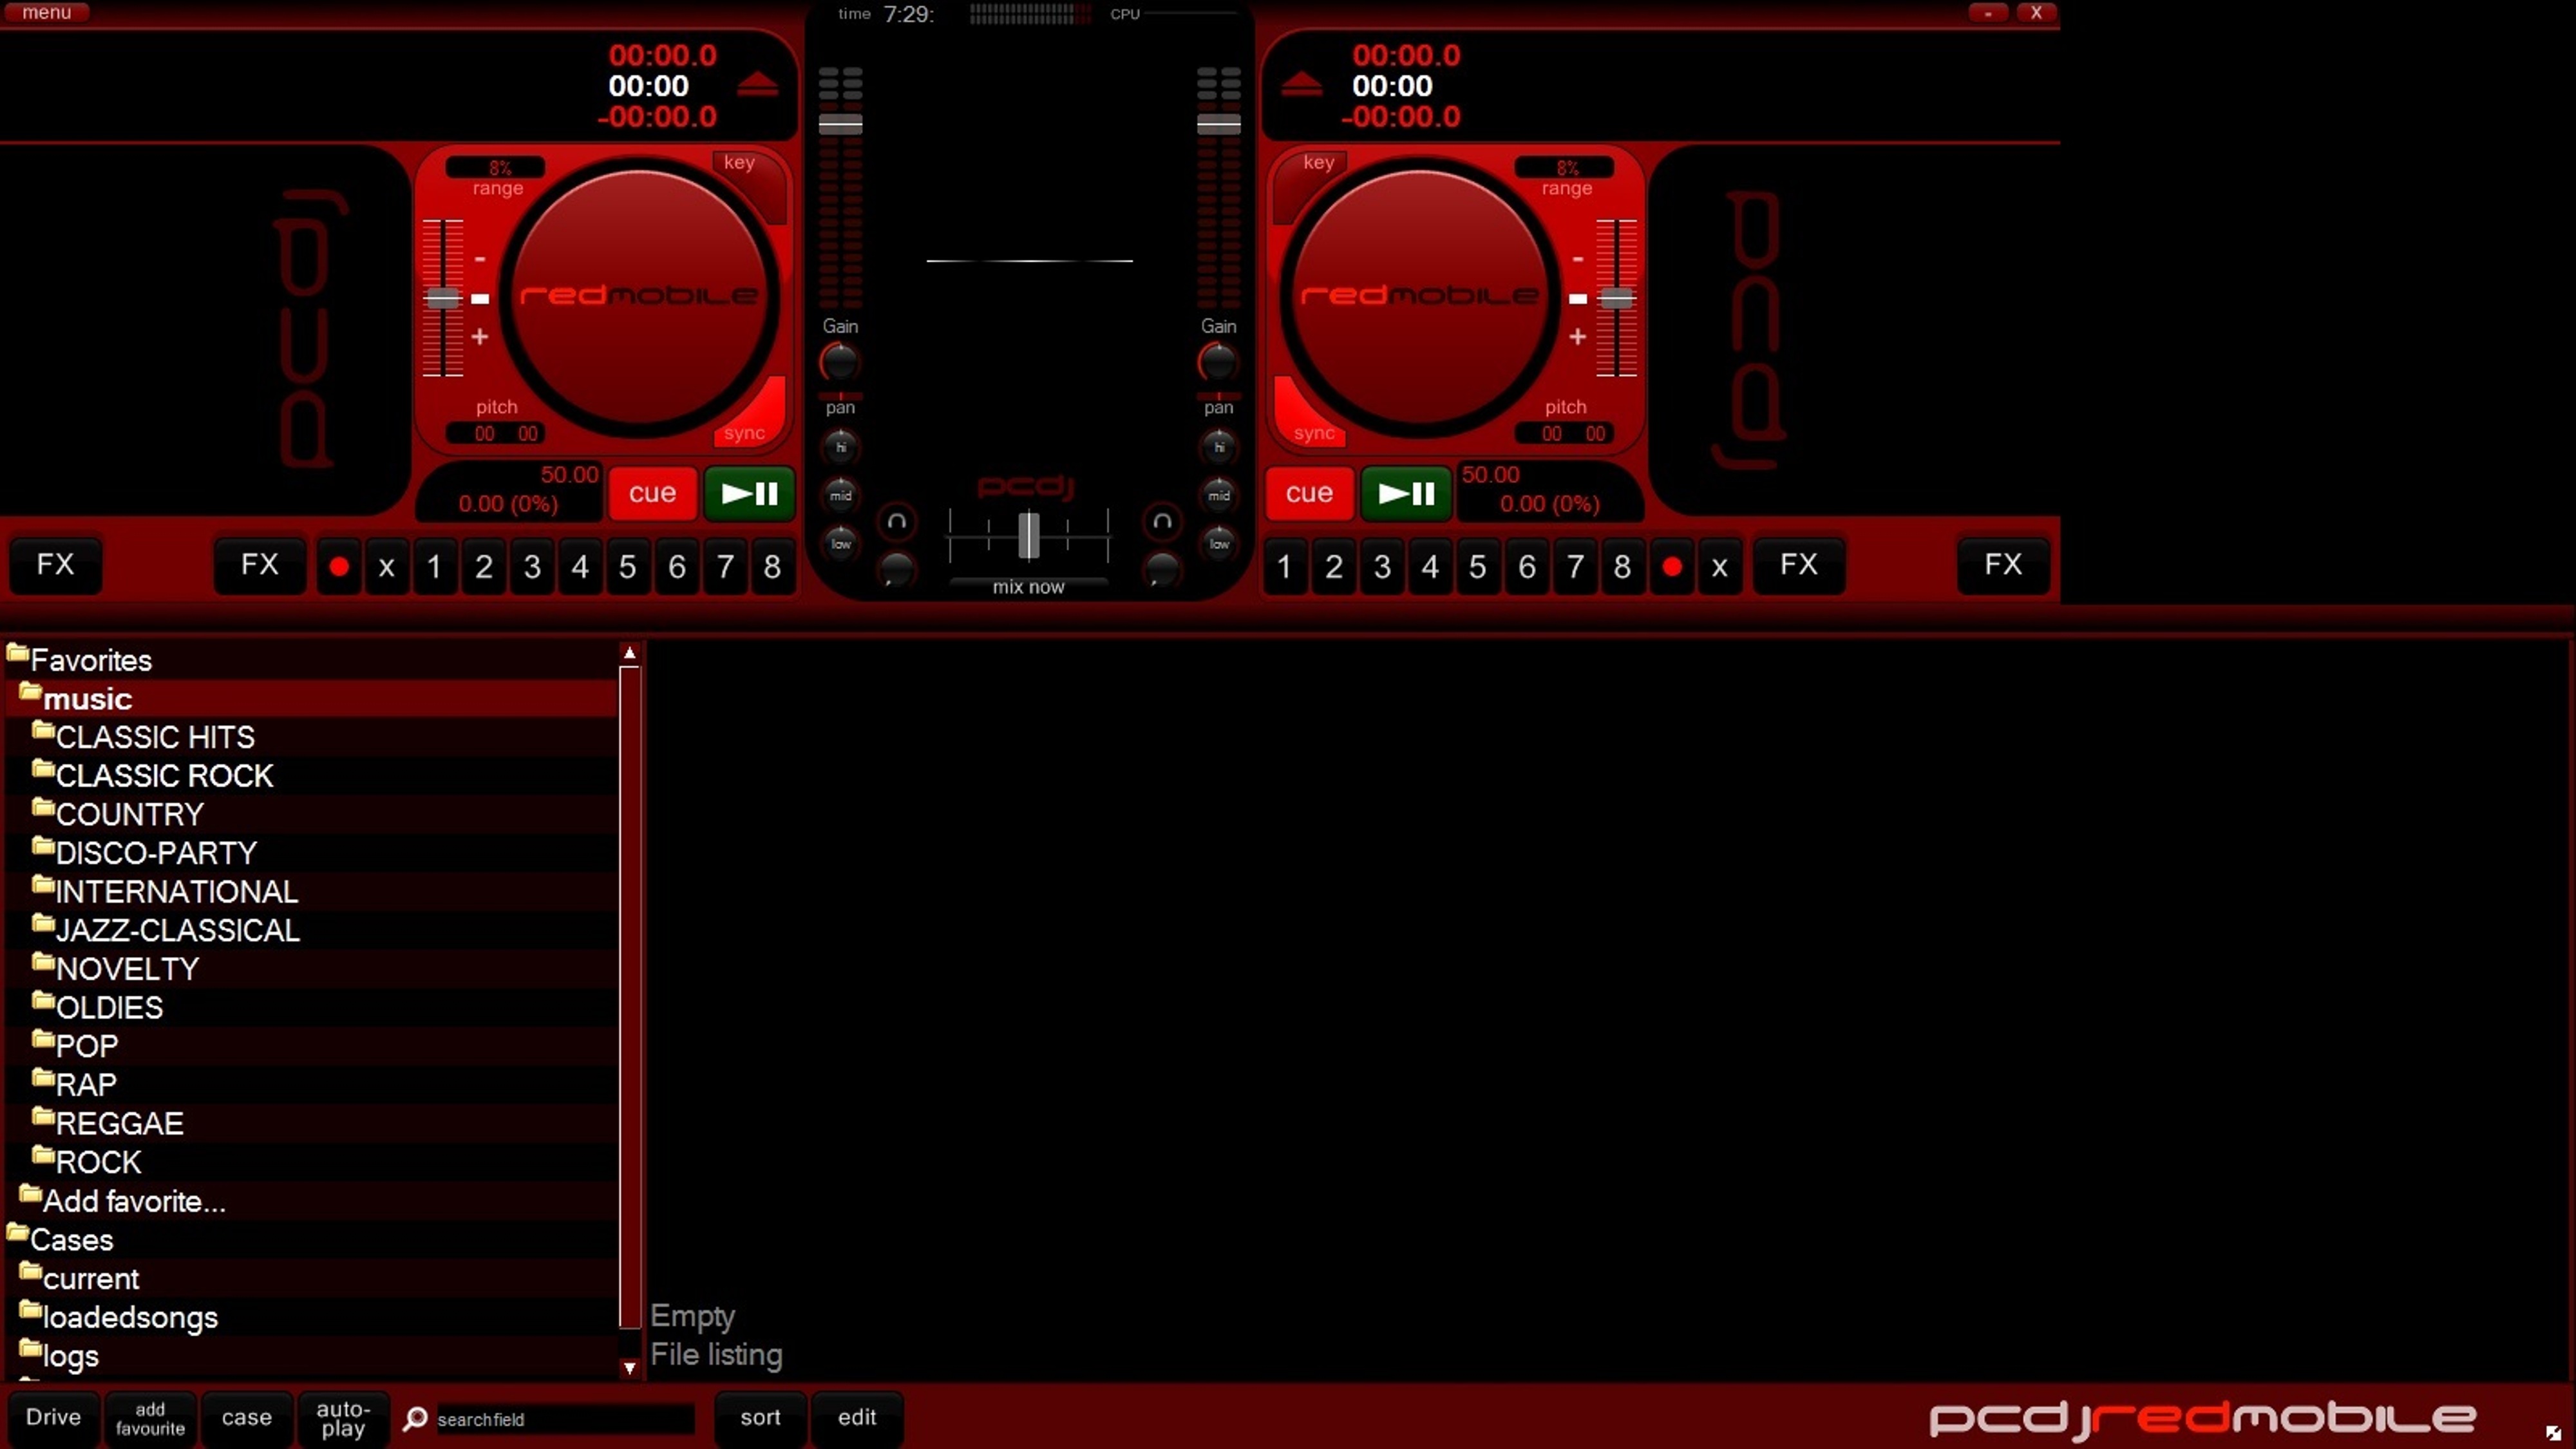 menu
time 7:29:
CPU
- X
00:00.0
00:00
-00:00.0
00:00.0
00:00
-00:00.0
8%
range
key
key
8%
range
pcdj
-
+
redmobile
redmobile
-
+
pcdj
Gain
Gain
pan
pan
pitch
00 00
sync
hi
hi
sync
pitch
00 00
50.00
0.00 (0%)
cue
mid
pcdj
mid
cue
50.00
0.00 (0%)
low
low
FX FX x 1 2 3 4 5 6 7 8
mix now
1 2 3 4 5 6 7 8 x FX FX
Favorites
music
CLASSIC HITS
CLASSIC ROCK
COUNTRY
DISCO-PARTY
INTERNATIONAL
JAZZ-CLASSICAL
NOVELTY
OLDIES
POP
RAP
REGGAE
ROCK
Add favorite...
Cases
current
loadedsongs
logs
Empty
File listing
Drive
add
favourite
case
auto-
play
searchfield
sort
edit
pcdjredmobile